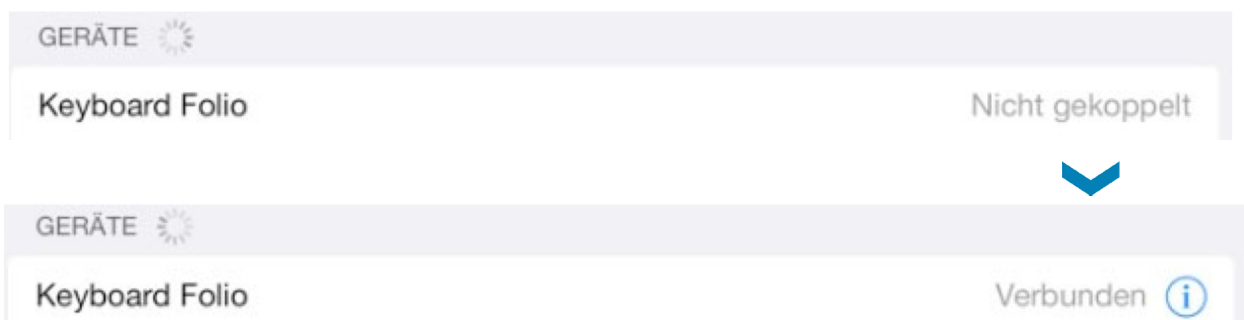 GERÄTE
Keyboard Folio Nicht gekoppelt
GERÄTE
Keyboard Folio Verbunden i